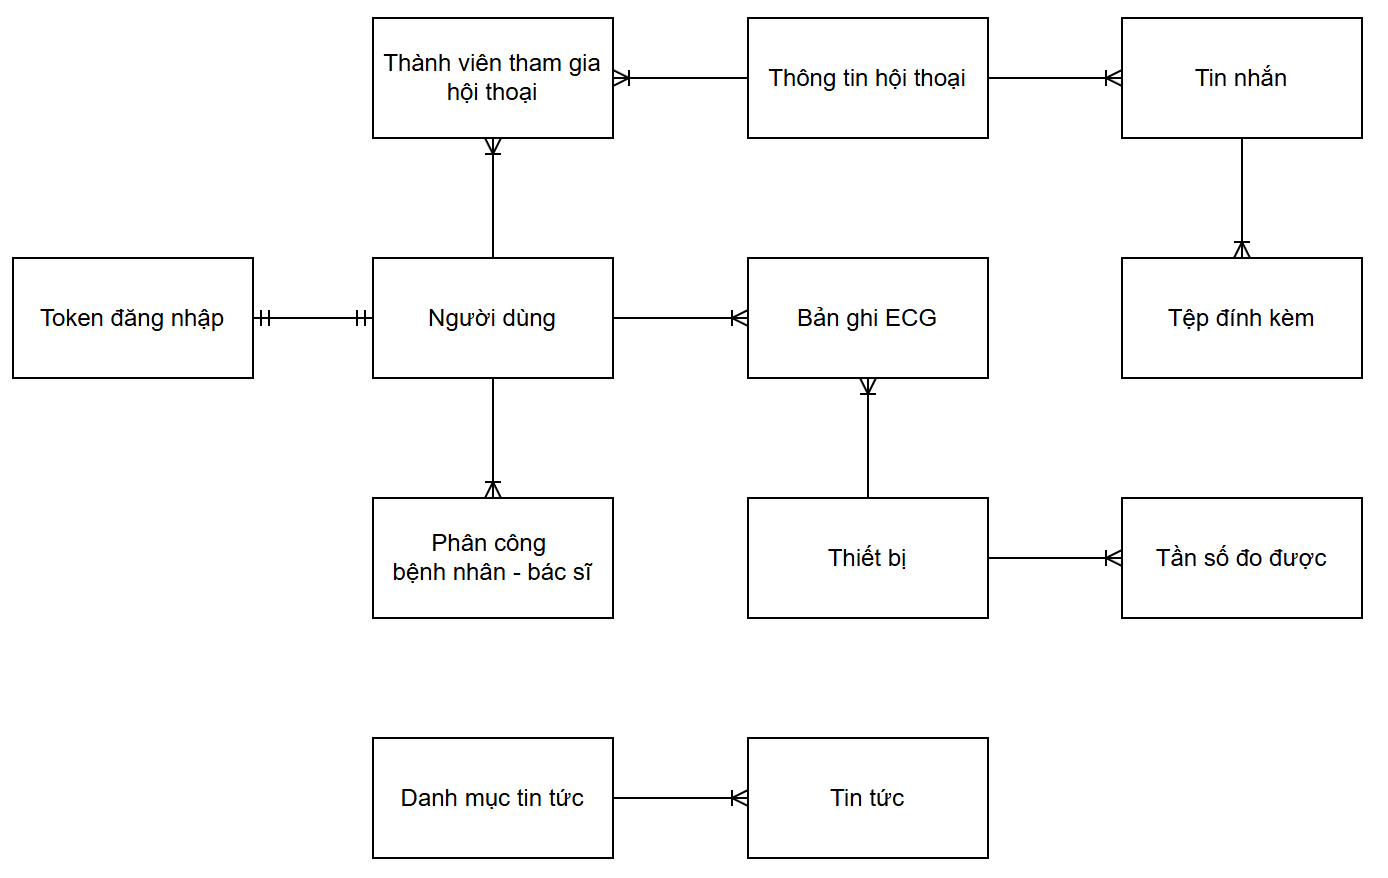 Thành viên tham gia
hội thoại
Thông tin hội thoại
Tin nhắn
Token đăng nhập
Người dùng
Bản ghi ECG
Tệp đính kèm
Phân công
bệnh nhân - bác sĩ
Thiết bị
Tần số đo được
Danh mục tin tức
Tin tức